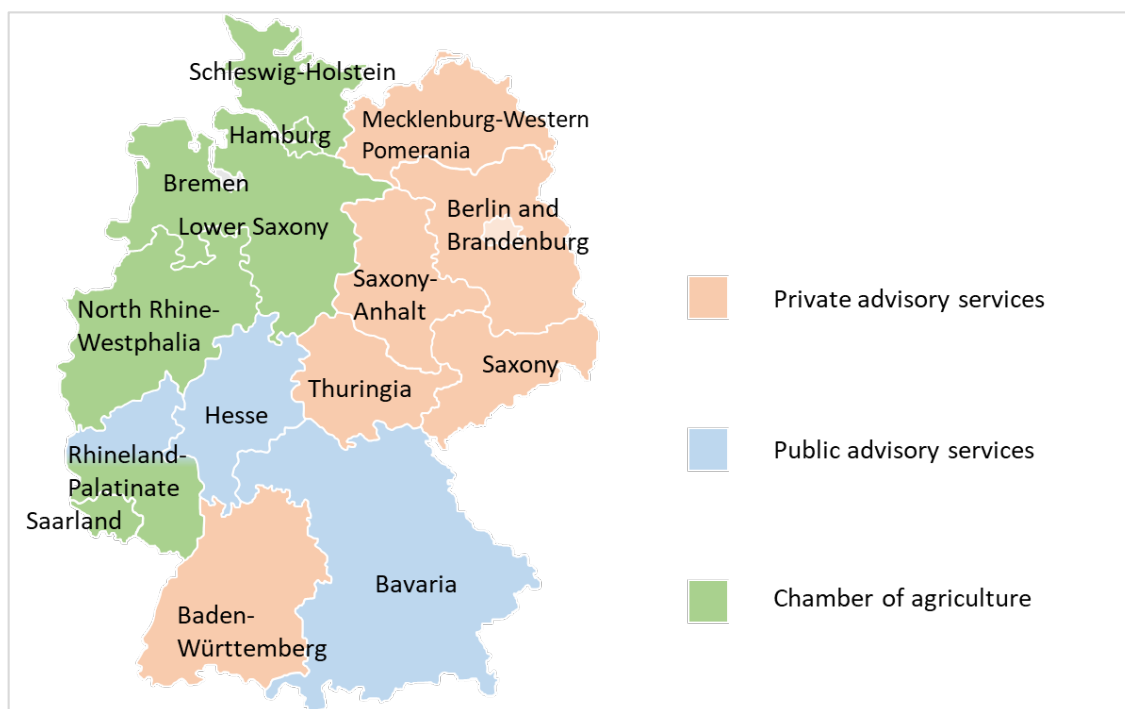 Schleswig-Holstein
Mecklenburg-Western
Pomerania
Hamburg
Bremen
Berlin and
Brandenburg
Lower Saxony
Saxony-
Anhalt
North Rhine-
Westphalia
Saxony
Thuringia
Hesse
Rhineland-
Palatinate
Saarland
Bavaria
Baden-
Württemberg
Private advisory services
Public advisory services
Chamber of agriculture